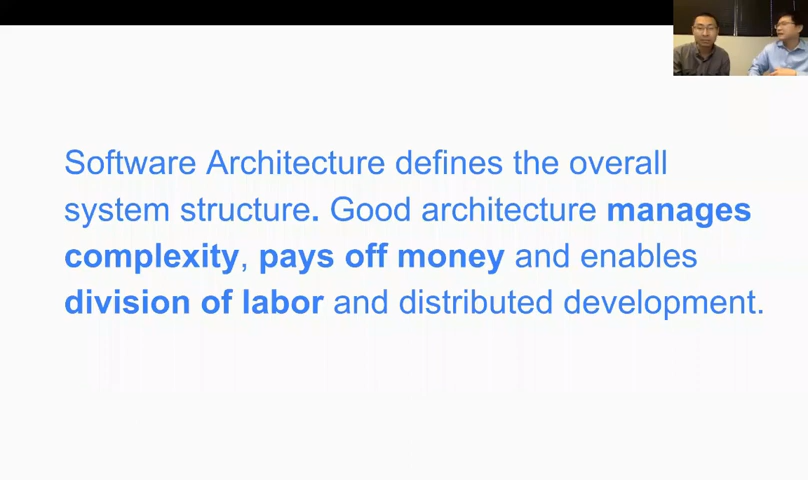 Software Architecture defines the overall
system structure. Good architecture manages
complexity, pays off money and enables
division of labor and distributed development.